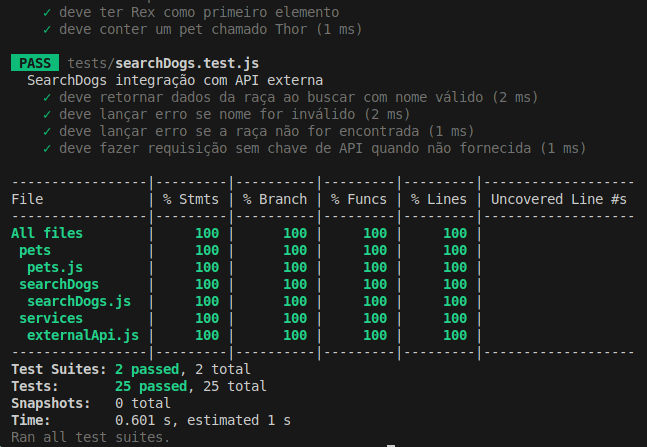 ✓ deve ter Rex como primeiro elemento
✓ deve conter um pet chamado Thor (1 ms)
PASS tests/searchDogs.test.js
SearchDogs integração com API externa
✓ deve retornar dados da raça ao buscar com nome válido (2 ms)
✓ deve lançar erro se nome for inválido (2 ms)
✓ deve lançar erro se a raça não for encontrada (1 ms)
✓ deve fazer requisição sem chave de API quando não fornecida (1 ms)
-----------------|---------|----------|---------|---------|-------------------
File             | % Stmts | % Branch | % Funcs | % Lines | Uncovered Line #s
-----------------|---------|----------|---------|---------|-------------------
All files        |     100 |      100 |     100 |     100 |
 pets            |     100 |      100 |     100 |     100 |
  pets.js        |     100 |      100 |     100 |     100 |
 searchDogs      |     100 |      100 |     100 |     100 |
  searchDogs.js  |     100 |      100 |     100 |     100 |
 services        |     100 |      100 |     100 |     100 |
  externalApi.js |     100 |      100 |     100 |     100 |
-----------------|---------|----------|---------|---------|-------------------
Test Suites: 2 passed, 2 total
Tests:       25 passed, 25 total
Snapshots:   0 total
Time:        0.601 s, estimated 1 s
Ran all test suites.